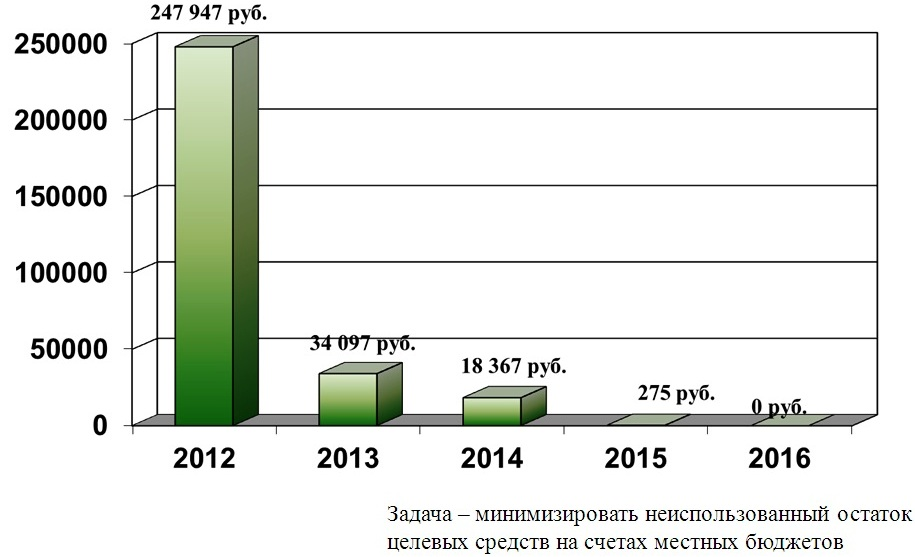 247 947 руб.
250000
200000
150000
100000
50000
0
34 097 руб.
18 367 руб.
275 руб.
0 руб.
2012 2013 2014 2015 2016
Задача – минимизировать неиспользованный остаток
целевых средств на счетах местных бюджетов